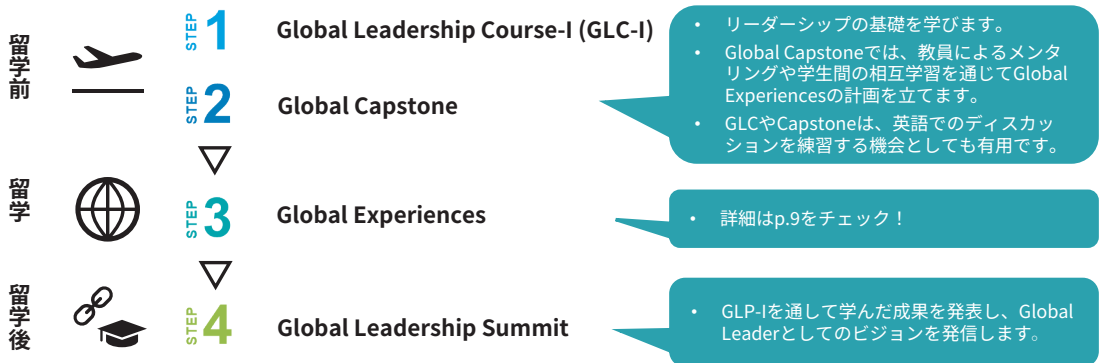 留学前
STEP 1
Global Leadership Course-I (GLC-I)
STEP 2
Global Capstone
• リーダーシップの基礎を学びます。
• Global Capstoneでは、教員によるメンタ
リングや学生間の相互学習を通じてGlobal
Experiencesの計画を立てます。
• GLCやCapstoneは、英語でのディスカッ
ションを練習する機会としても有用です。
留学
STEP 3
Global Experiences
• 詳細はp.9をチェック！
留学後
STEP 4
Global Leadership Summit
• GLP-Iを通して学んだ成果を発表し、Global
Leaderとしてのビジョンを発信します。